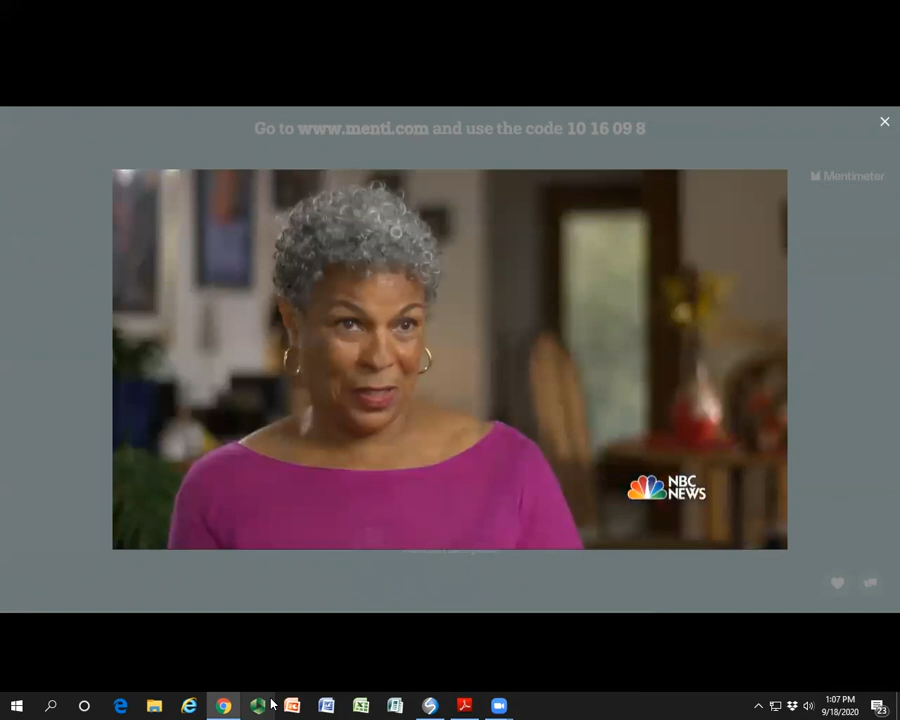 Go to www.menti.com and use the code 10 16 09 8
Mentimeter
NBC
NEWS
1:07 PM
9/18/2020
23